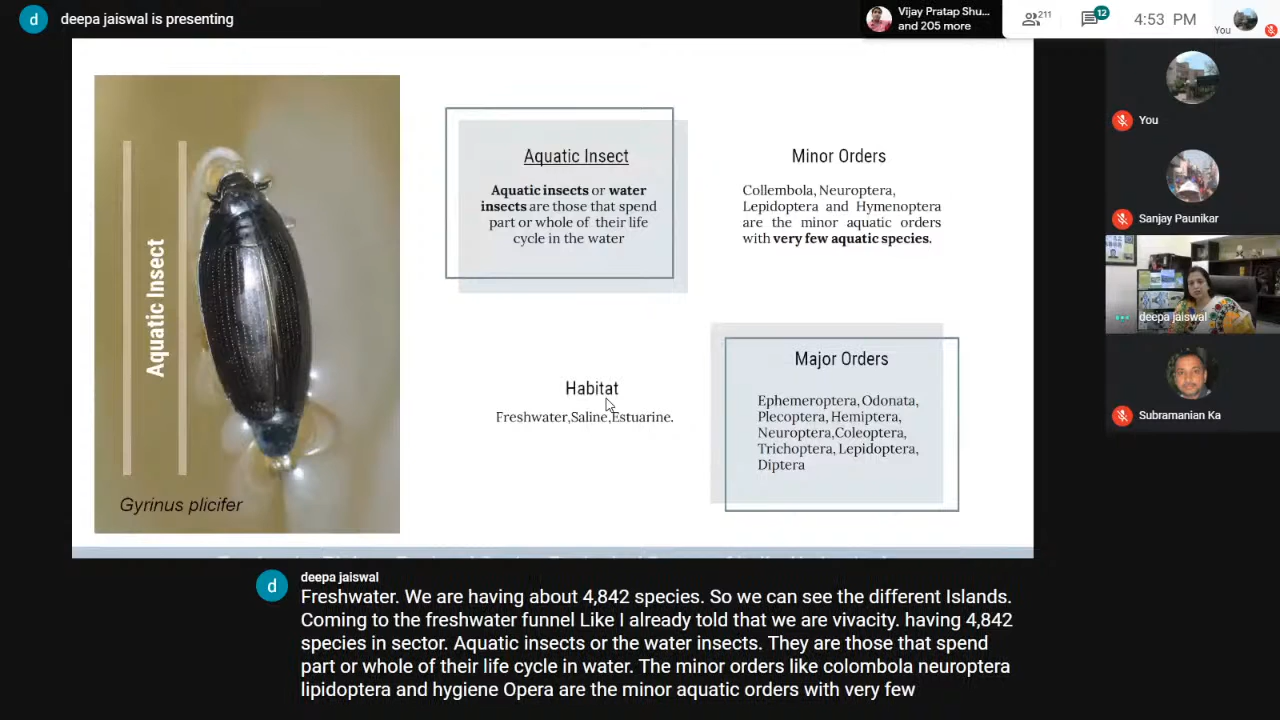 d
deepa jaiswal is presenting
Vijay Pratap Shu...
and 205 more
211
12
4:53 PM
You
Aquatic Insect
Gyrinus plicifer
Aquatic Insect
Aquatic insects or water
insects are those that spend
part or whole of their life
cycle in the water
Minor Orders
Collembola, Neuroptera,
Lepidoptera and Hymenoptera
are the minor aquatic orders
with very few aquatic species.
Habitat
Freshwater,Saline,Estuarine.
Major Orders
Ephemeroptera, Odonata,
Plecoptera, Hemiptera,
Neuroptera,Coleoptera,
Trichoptera, Lepidoptera,
Diptera
You
Sanjay Paunikar
deepa jaiswal
Subramanian Ka
d
deepa jaiswal
Freshwater. We are having about 4,842 species. So we can see the different Islands.
Coming to the freshwater funnel Like I already told that we are vivacity. having 4,842
species in sector. Aquatic insects or the water insects. They are those that spend
part or whole of their life cycle in water. The minor orders like colombola neuroptera
lipidoptera and hygiene Opera are the minor aquatic orders with very few